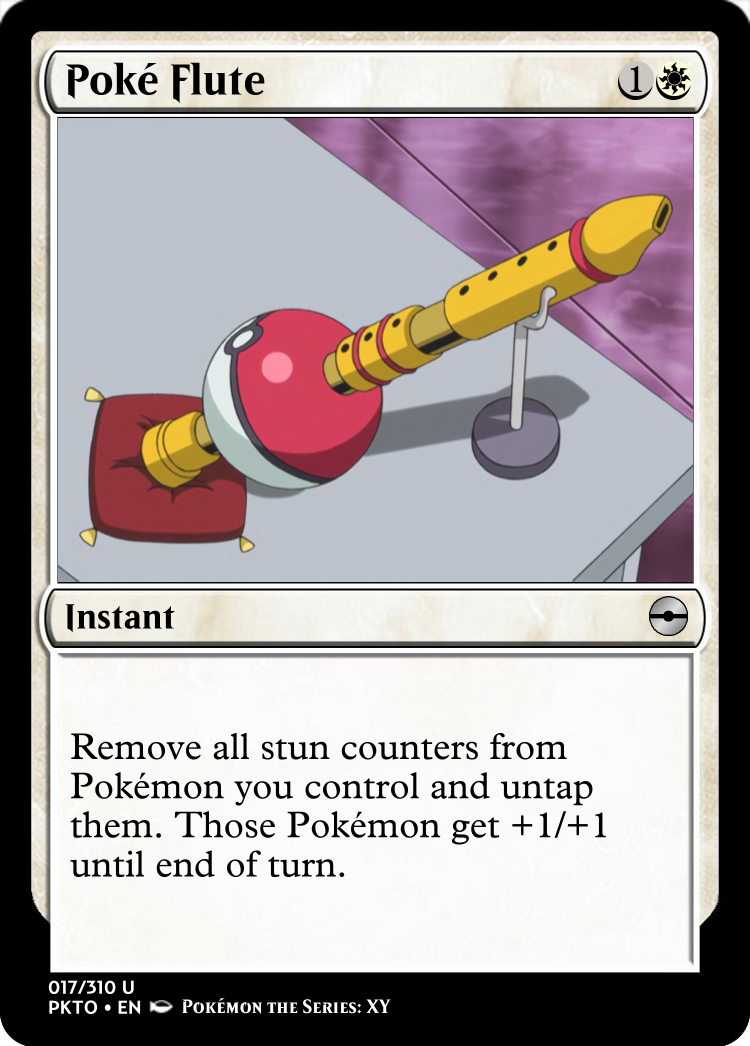 Poké Flute 1
Instant
Remove all stun counters from
Pokémon you control and untap
them. Those Pokémon get +1/+1
until end of turn.
017/310 U
PKTO • EN Pokémon the Series: XY